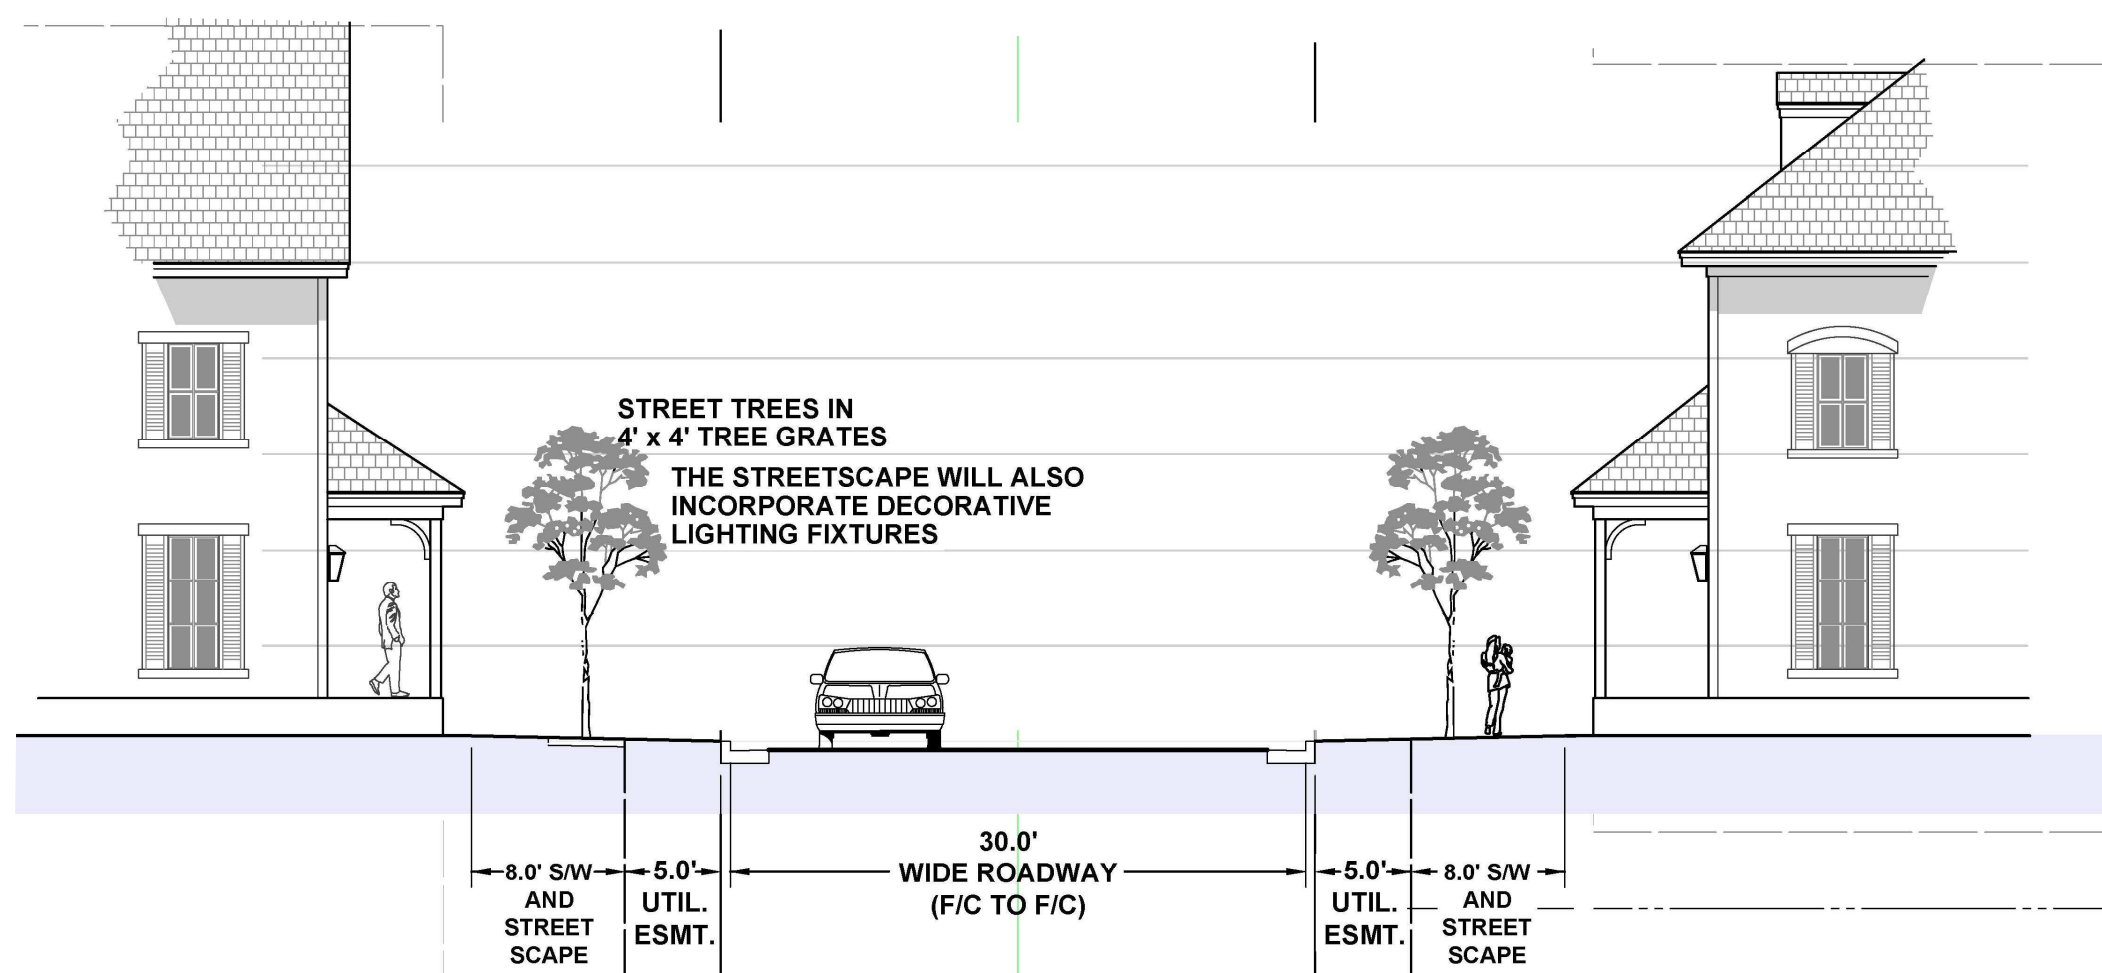 STREET TREES IN
4' x 4' TREE GRATES
THE STREETSCAPE WILL ALSO
INCORPORATE DECORATIVE
LIGHTING FIXTURES
8.0' S/W
AND
STREET
SCAPE
5.0'
UTIL.
ESMT.
30.0'
WIDE ROADWAY
(F/C TO F/C)
5.0'
UTIL.
ESMT.
8.0' S/W
AND
STREET
SCAPE